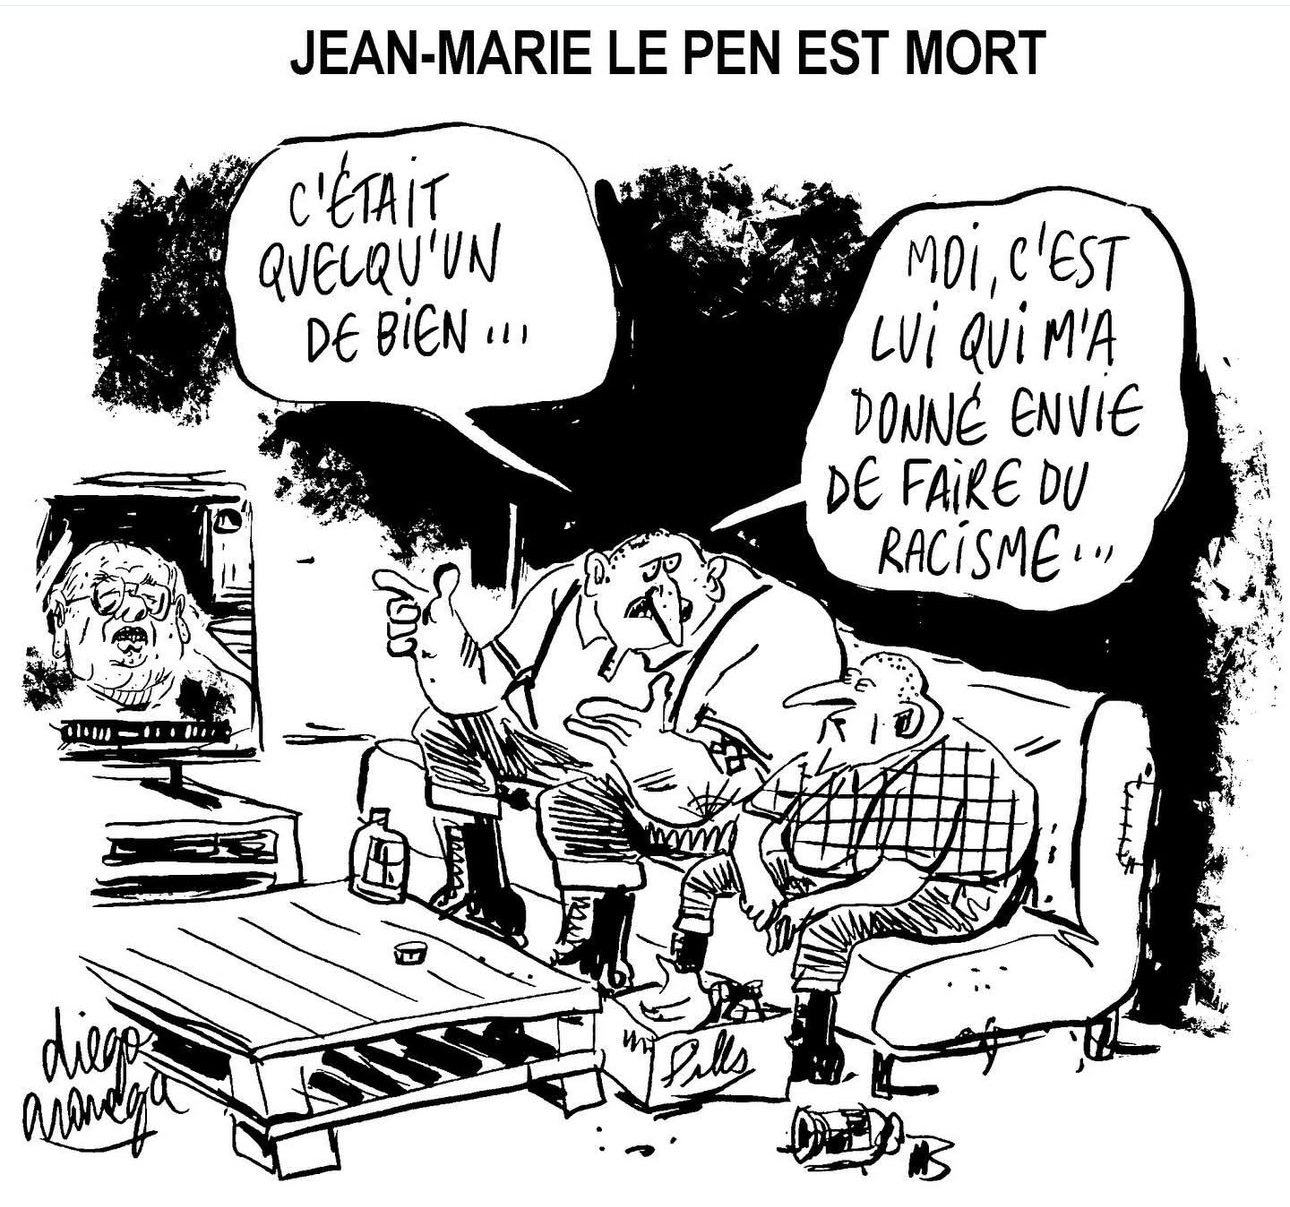 JEAN-MARIE LE PEN EST MORT
C'ÉTAIT
QUELQU'UN
DE BIEN...
MOI, C'EST
LUI QUI M'A
DONNÉ ENVIE
DE FAIRE DU
RACISME...
Pills
diego
aranega